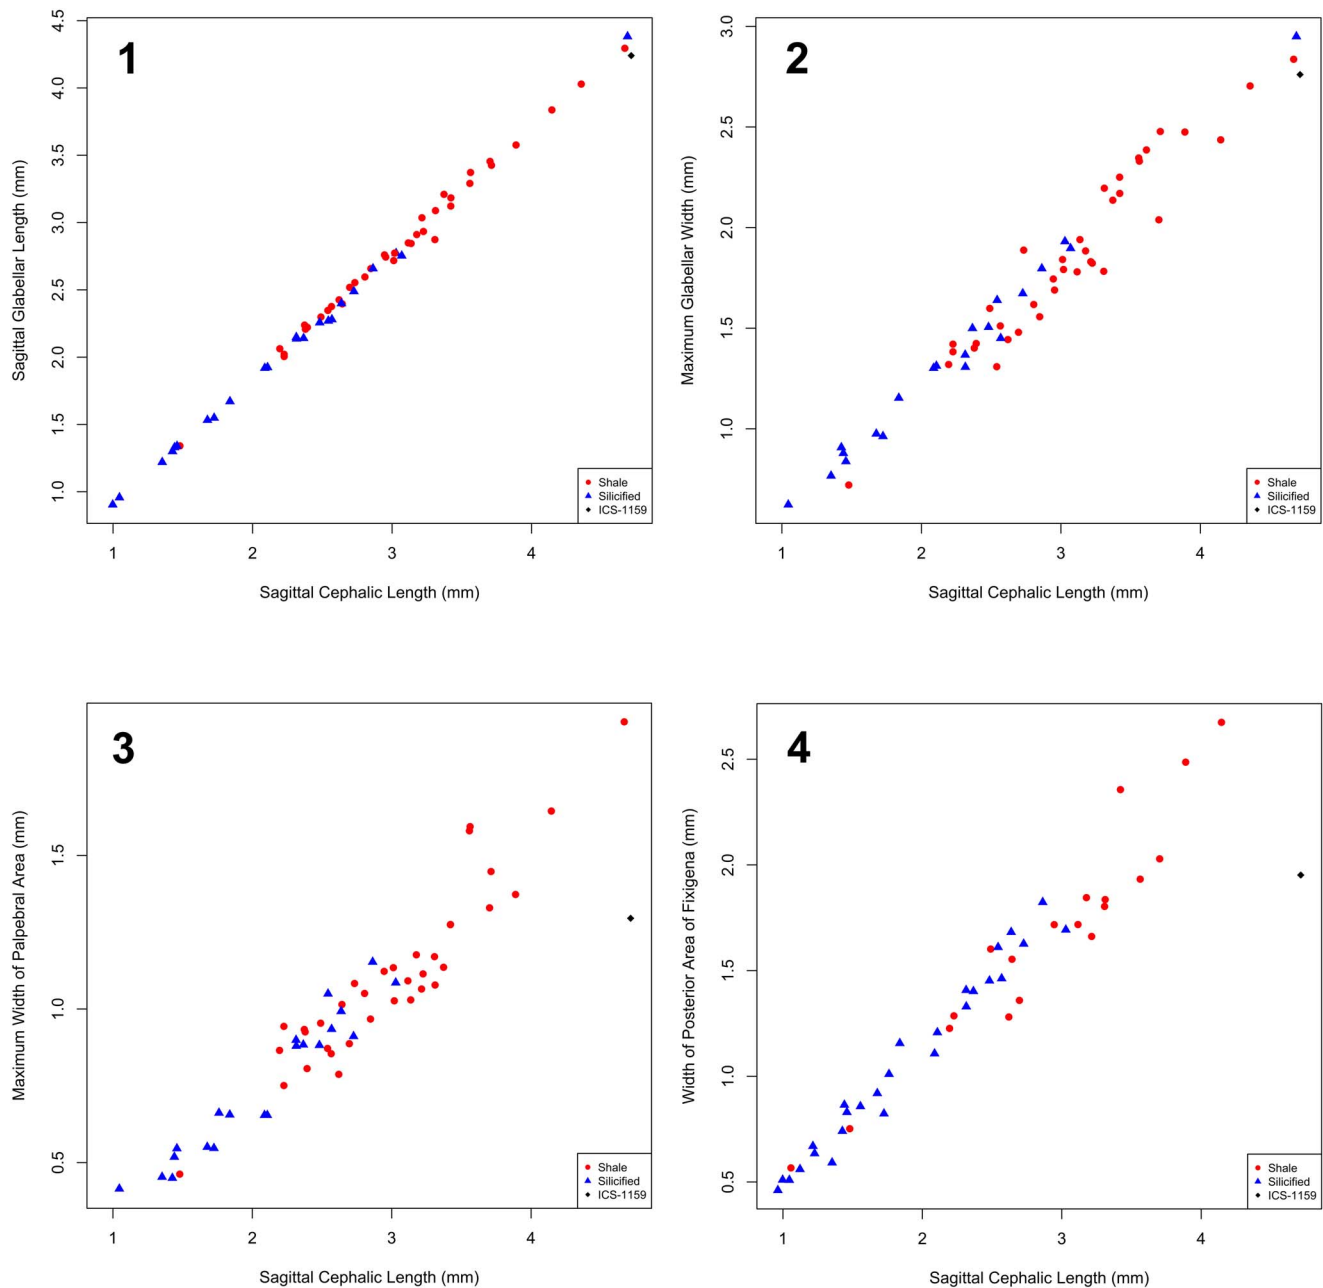 1
Sagittal Glabellar Length (mm)
4.5
4.0
3.5
3.0
2.5
2.0
1.5
1.0
1 2 3 4
Sagittal Cephalic Length (mm)
Shale
Silicified
ICS-1159
2
Maximum Glabellar Width (mm)
3.0
2.5
2.0
1.5
1.0
1 2 3 4
Sagittal Cephalic Length (mm)
Shale
Silicified
ICS-1159
3
Maximum Width of Palpebral Area (mm)
1.5
1.0
0.5
1 2 3 4
Sagittal Cephalic Length (mm)
Shale
Silicified
ICS-1159
4
Width of Posterior Area of Fixigena (mm)
2.5
2.0
1.5
1.0
0.5
1 2 3 4
Sagittal Cephalic Length (mm)
Shale
Silicified
ICS-1159